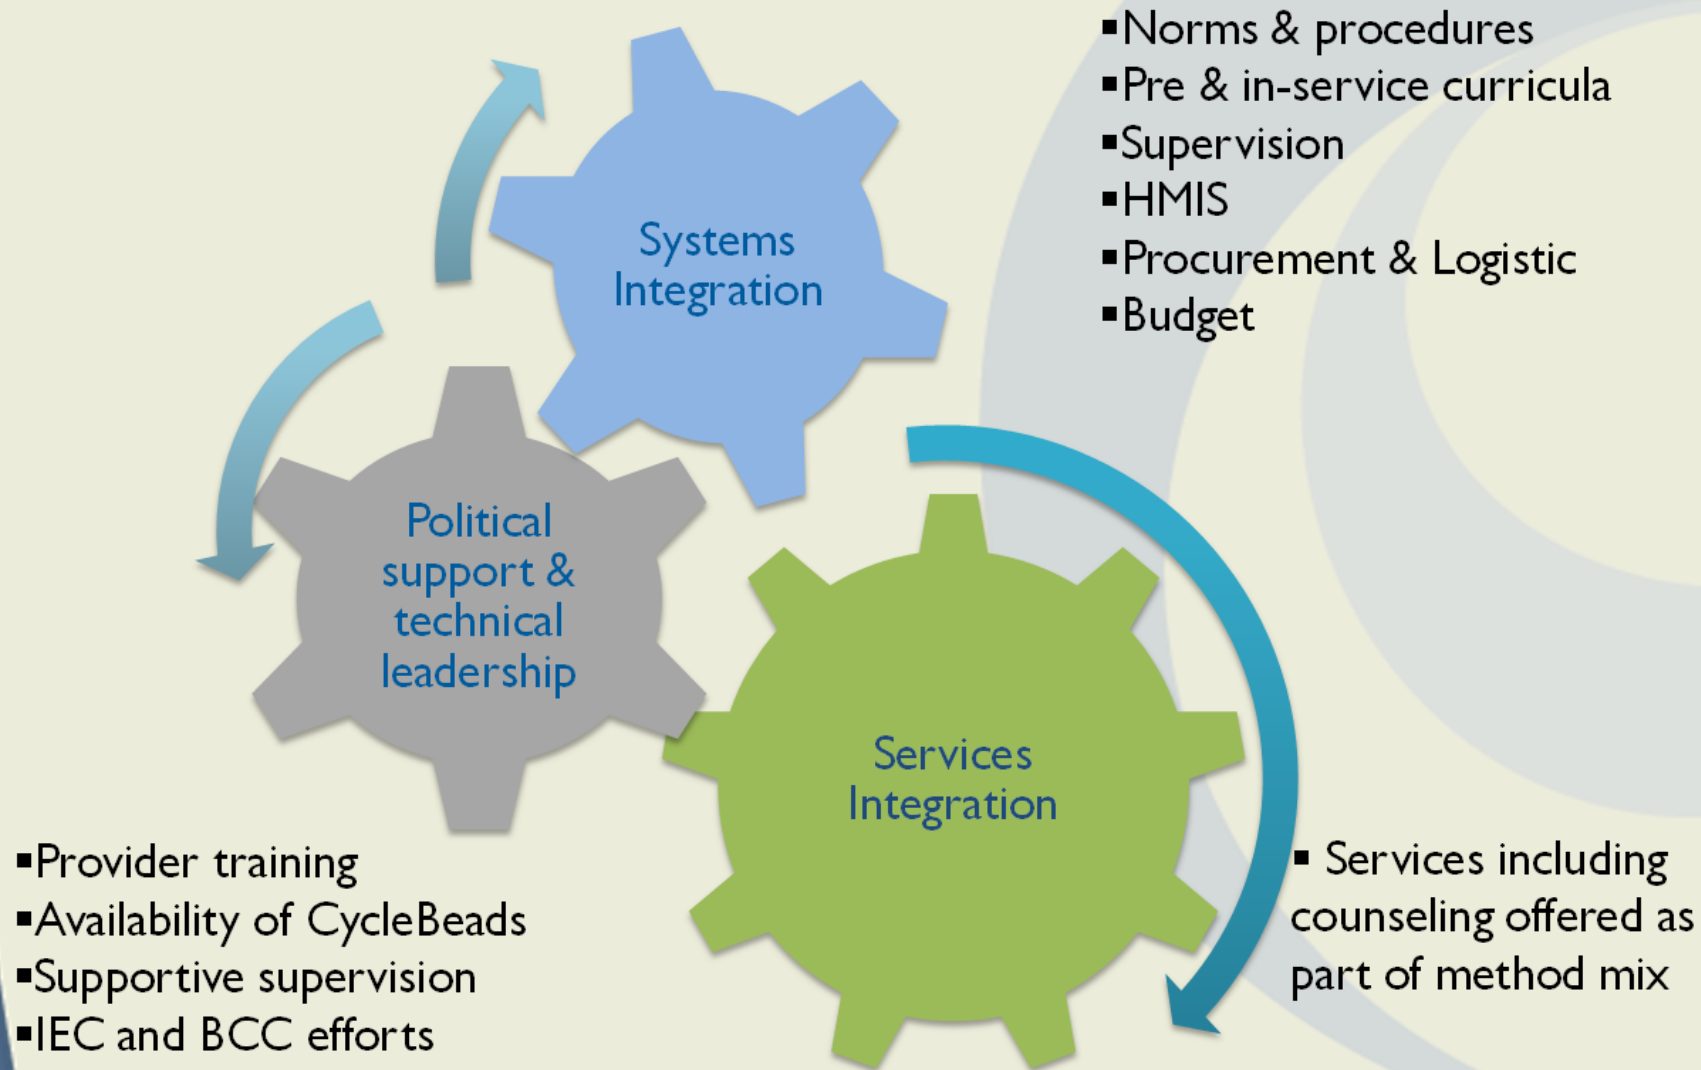 ▪Norms & procedures
▪Pre & in-service curricula
▪Supervision
▪HMIS
▪Procurement & Logistic
▪Budget
Systems
Integration
Political
support &
technical
leadership
Services
Integration
▪Provider training
▪Availability of CycleBeads
▪Supportive supervision
▪IEC and BCC efforts
▪ Services including
counseling offered as
part of method mix